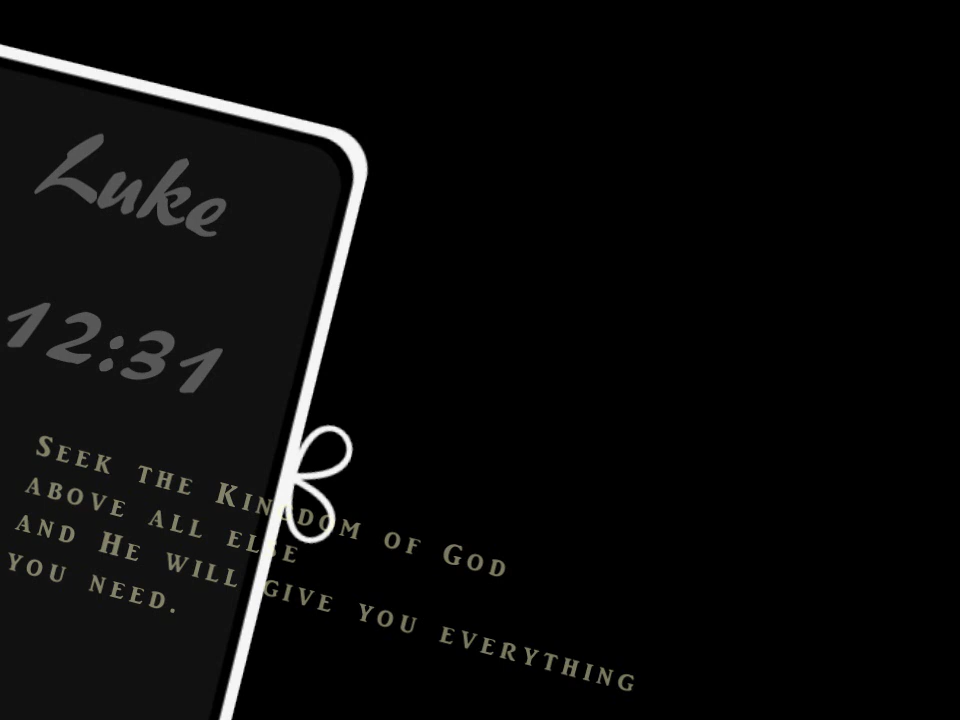 Luke
12:31
Seek the Kingdom of God
above all else
and He will give you everything
you need.